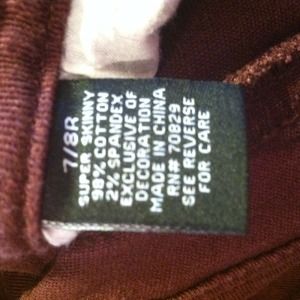 7/8R
SUPER SKINNY
98% COTTON
2% SPANDEX
EXCLUSIVE OF
DECORATION
MADE IN CHINA
RN# 70829
SEE REVERSE
FOR CARE